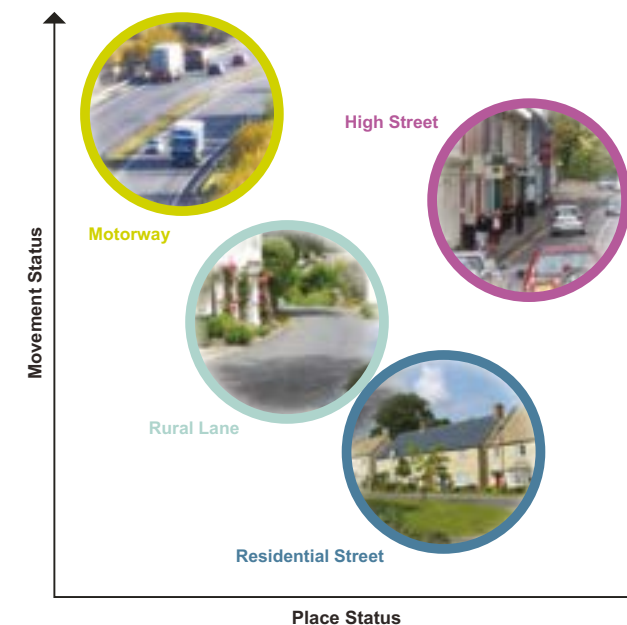 High Street
Motorway
Movement Status
Rural Lane
Residential Street
Place Status